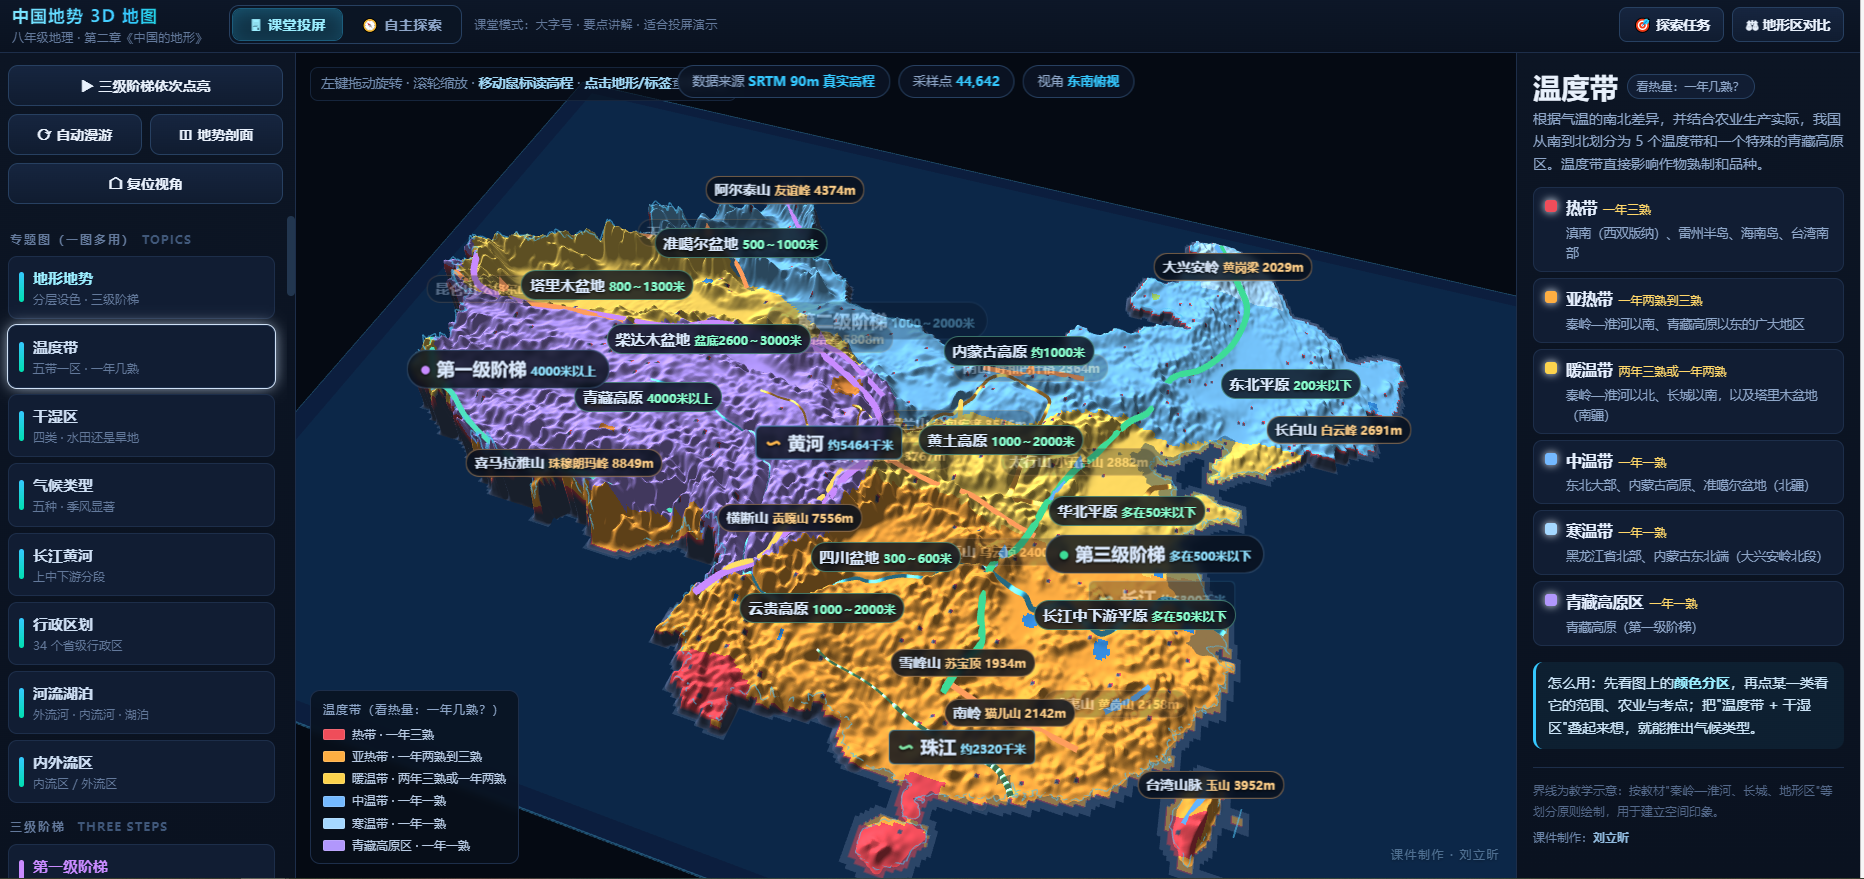 中国地势 3D 地图
八年级地理 · 第二章《中国的地形》
课堂投屏
自主探索
课堂模式：大字号 · 要点讲解 · 适合投屏演示
探索任务
地形区对比
三级阶梯依次点亮
自动漫游
地势剖面
复位视角
专题图（一图多用） TOPICS
地形地势
分层设色 · 三级阶梯
温度带
五带一区 · 一年几熟
干湿区
四类 · 水田还是旱地
气候类型
五种 · 季风显著
长江黄河
上中下游分段
行政区划
34 个省级行政区
河流湖泊
外流河 · 内流河 · 湖泊
内外流区
内流区 / 外流区
三级阶梯 THREE STEPS
第一级阶梯
左键拖动旋转 · 滚轮缩放 · 移动鼠标读高程 · 点击地形/标签
数据来源 SRTM 90m 真实高程
采样点 44,642
视角 东南俯视
阿尔泰山 友谊峰 4374m
准噶尔盆地 500～1000米
大兴安岭 黄岗梁 2029m
塔里木盆地 800～1300米
第二级阶梯 1000～2000米
柴达木盆地 盆底2600～3000米
内蒙古高原 约1000米
第一级阶梯 4000米以上
东北平原 200米以下
青藏高原 4000米以上
长白山 白云峰 2691m
黄河 约5464千米
黄土高原 1000～2000米
喜马拉雅山 珠穆朗玛峰 8849m
太行山 小五台山 2882m
华北平原 多在50米以下
横断山 贡嘎山 7556m
四川盆地 300～600米
第三级阶梯 多在500米以下
云贵高原 1000～2000米
长江
长江中下游平原 多在50米以下
雪峰山 苏宝顶 1934m
南岭 猫儿山 2142m
珠江 约2320千米
台湾山脉 玉山 3952m
温度带（看热量：一年几熟？）
热带 · 一年三熟
亚热带 · 一年两熟到三熟
暖温带 · 两年三熟或一年两熟
中温带 · 一年一熟
寒温带 · 一年一熟
青藏高原区 · 一年一熟
课件制作 · 刘立昕
温度带
看热量：一年几熟？
根据气温的南北差异，并结合农业生产实际，我国
从南到北划分为 5 个温度带和一个特殊的青藏高原
区。温度带直接影响作物熟制和品种。
热带 一年三熟
滇南（西双版纳）、雷州半岛、海南岛、台湾南
部
亚热带 一年两熟到三熟
秦岭—淮河以南、青藏高原以东的广大地区
暖温带 两年三熟或一年两熟
秦岭—淮河以北、长城以南，以及塔里木盆地
（南疆）
中温带 一年一熟
东北大部、内蒙古高原、准噶尔盆地（北疆）
寒温带 一年一熟
黑龙江省北部、内蒙古东北端（大兴安岭北段）
青藏高原区 一年一熟
青藏高原（第一级阶梯）
怎么用：先看图上的颜色分区，再点某一类看
它的范围、农业与考点；把"温度带 + 干湿
区"叠起来想，就能推出气候类型。
界线为教学示意：按教材"秦岭—淮河、长城、地形区"等
划分原则绘制，用于建立空间印象。
课件制作：刘立昕